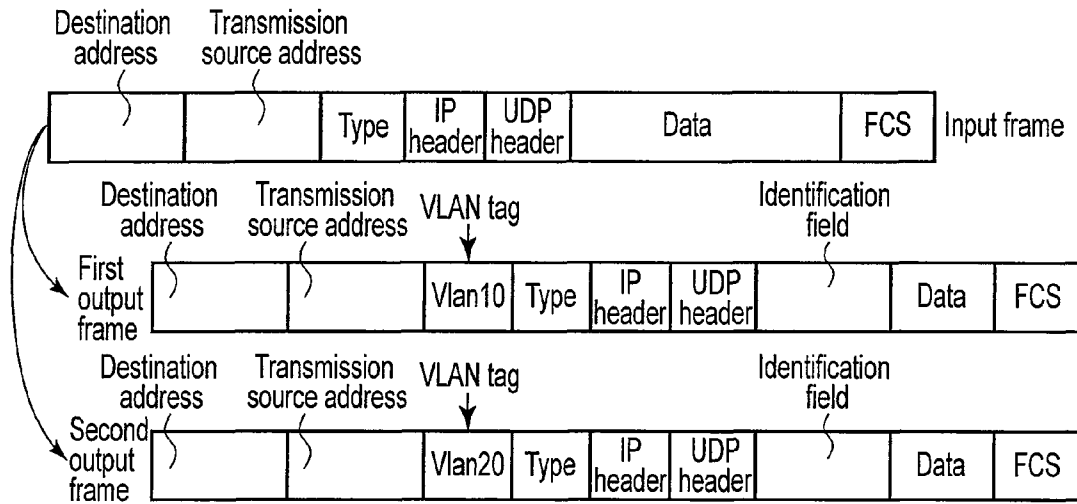 Destination address
Transmission source address
Type
IP header
UDP header
Data
FCS
Input frame
Destination address
Transmission source address
VLAN tag
Identification field
First output frame
Vlan10
Type
IP header
UDP header
Data
FCS
Destination address
Transmission source address
VLAN tag
Identification field
Second output frame
Vlan20
Type
IP header
UDP header
Data
FCS